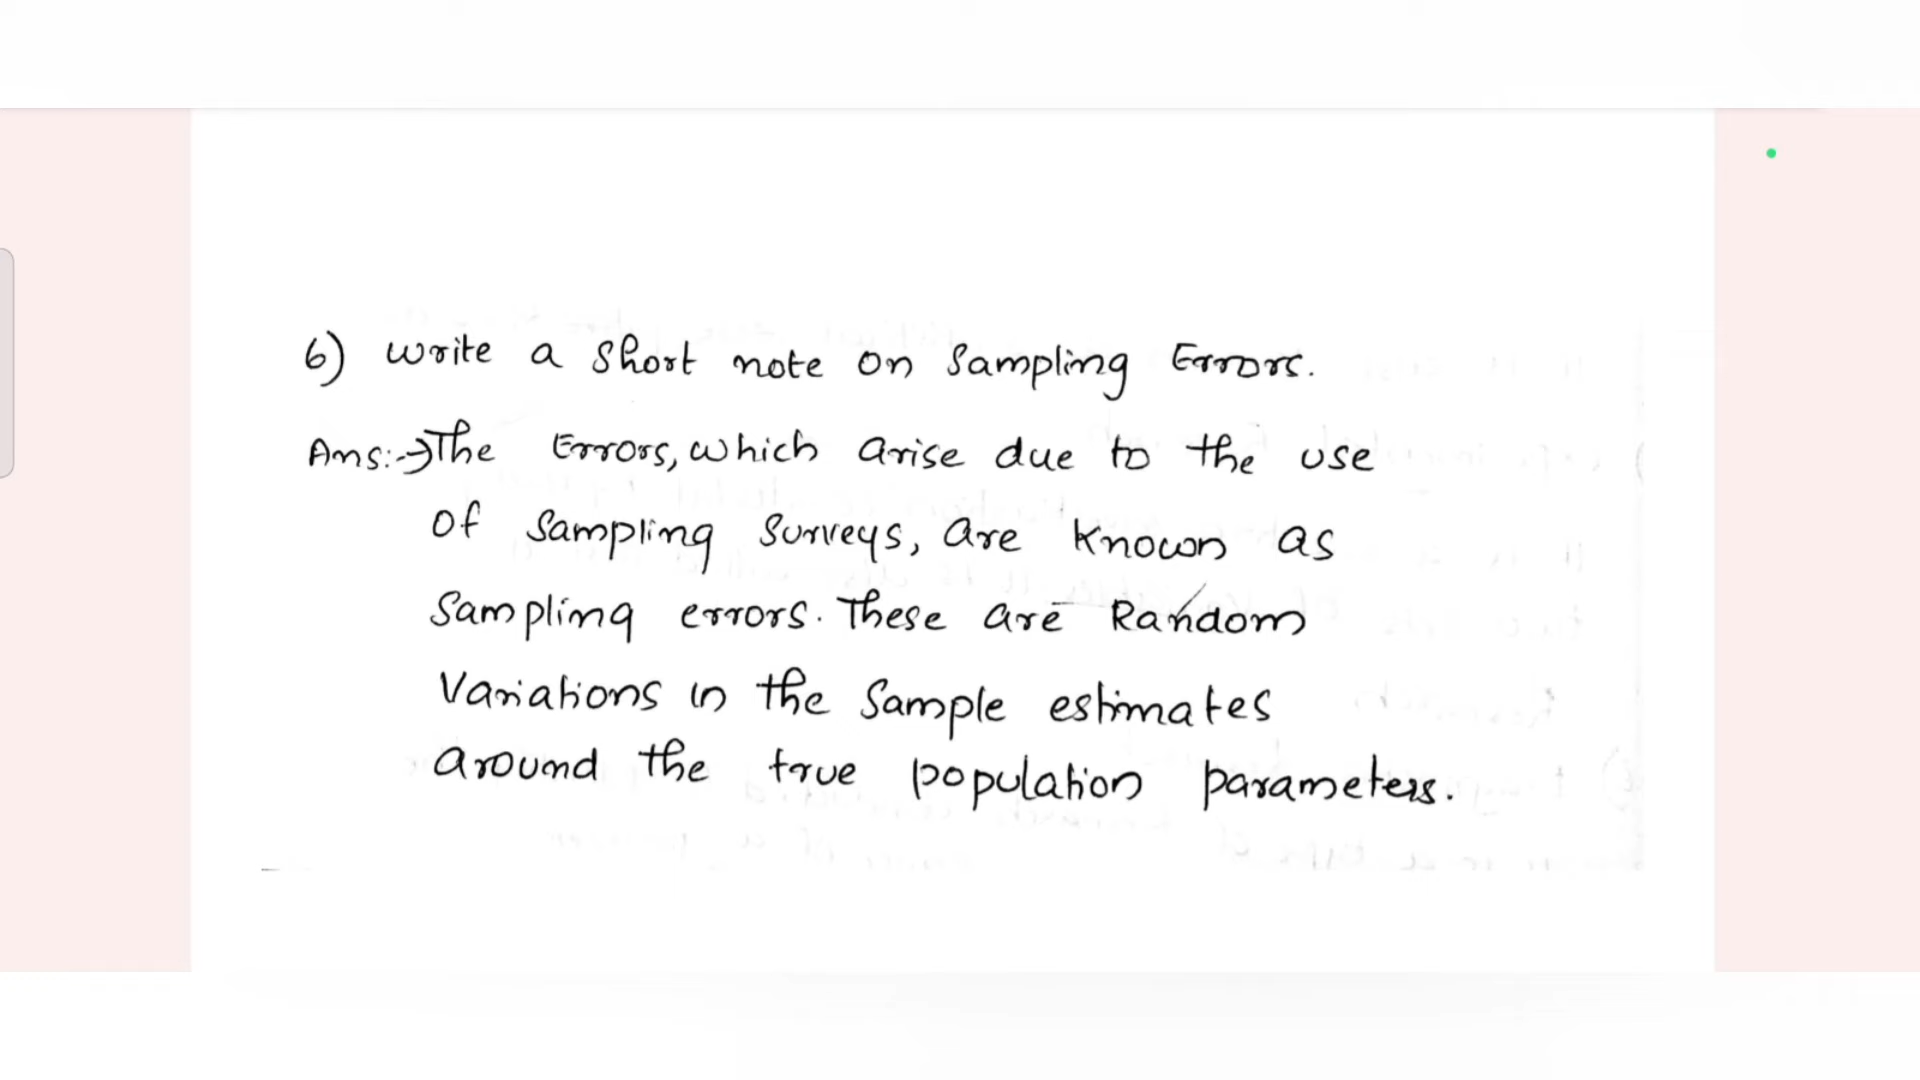 6) Write a Short note on Sampling Errors.
Ans:→The Errors, which arise due to the use
of Sampling Surveys, are known as
Sampling errors. These are Random
Variations in the Sample estimates
around the true population parameters.